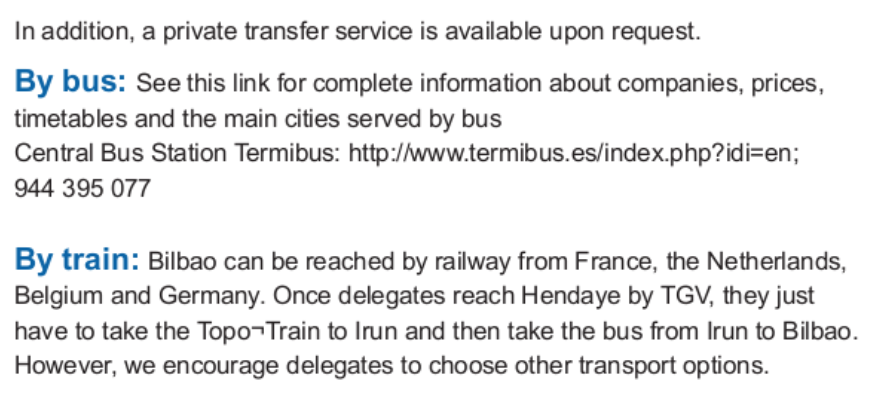 In addition, a private transfer service is available upon request.
By bus: See this link for complete information about companies, prices,
timetables and the main cities served by bus
Central Bus Station Termibus: http://www.termibus.es/index.php?idi=en;
944 395 077
By train: Bilbao can be reached by railway from France, the Netherlands,
Belgium and Germany. Once delegates reach Hendaye by TGV, they just
have to take the Topo¬Train to Irun and then take the bus from Irun to Bilbao.
However, we encourage delegates to choose other transport options.